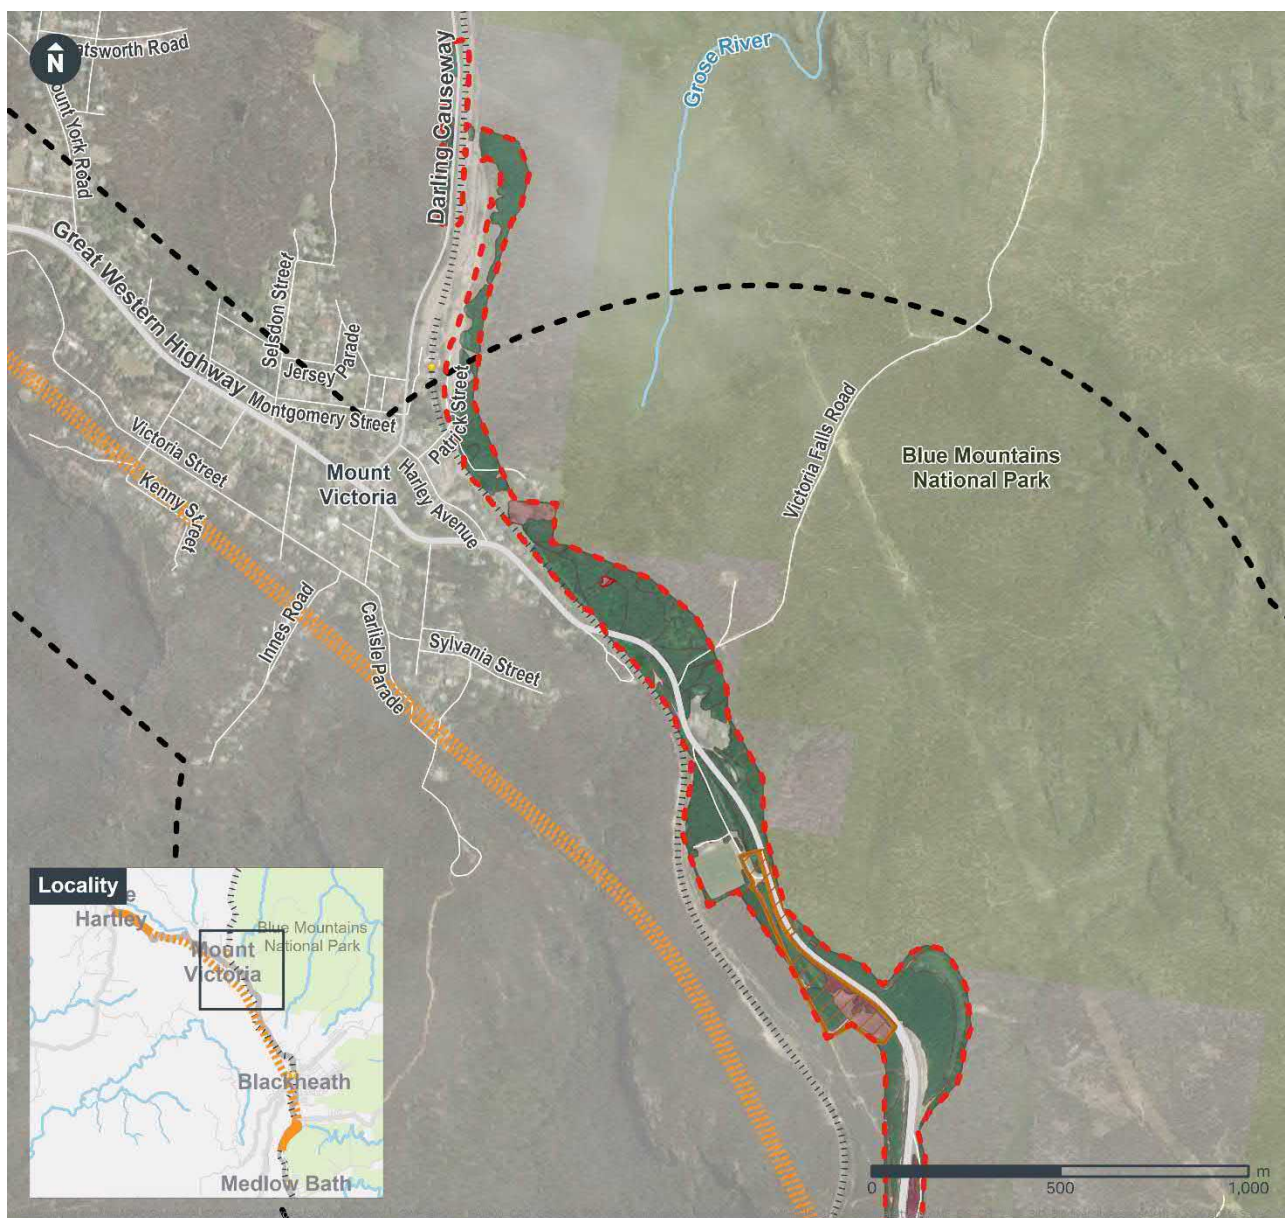 N
atsworth Road
ount York Road
Darling Causeway
Grose River
Great Western Highway
Selsdon Street
Jersey Parade
Montgomery Street
Patrick Street
Victoria Street
Mount
Victoria
Harley Avenue
Kenny Street
Victoria Falls Road
Blue Mountains
National Park
Innes Road
Carlisle Parade
Sylvania Street
Locality
e
Hartley
Blue Mountains
National Park
Mount
Victoria
Blackheath
Medlow Bath
m
0 500 1,000